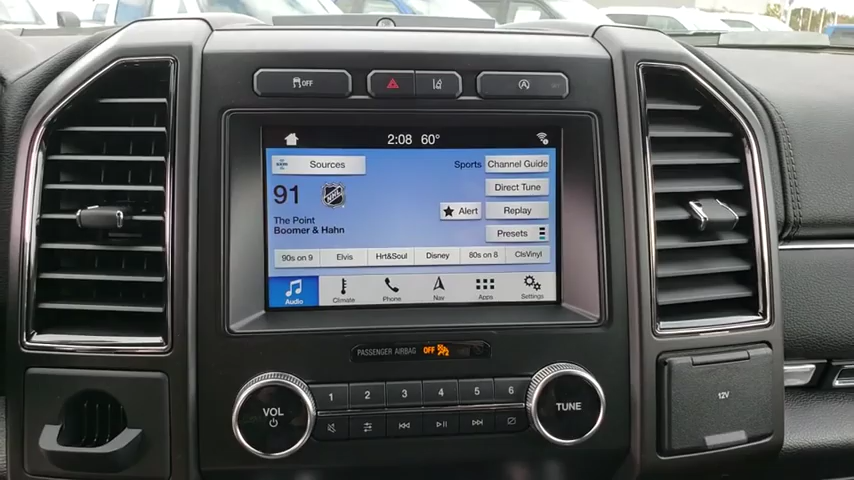 OFF
2:08 60°
Sources
Sports Channel Guide
Direct Tune
91 NHL
Alert Replay
The Point
Boomer & Hahn
Presets
90s on 9 Elvis Hrt&Soul Disney 80s on 8 ClsVinyl
Audio Climate Phone Nav Apps Settings
PASSENGER AIRBAG OFF
VOL
1 2 3 4 5 6
TUNE
12V